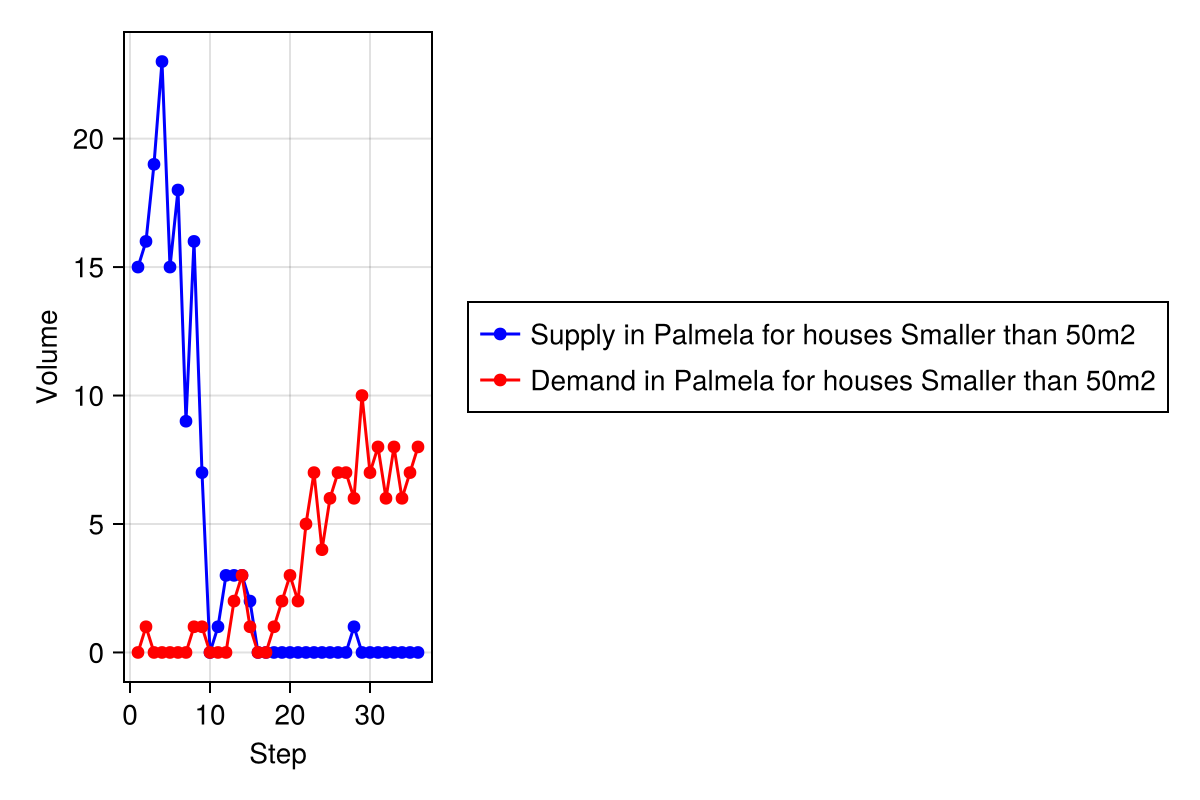 Volume
20
15
10
5
0
0 10 20 30
Step
Supply in Palmela for houses Smaller than 50m2
Demand in Palmela for houses Smaller than 50m2